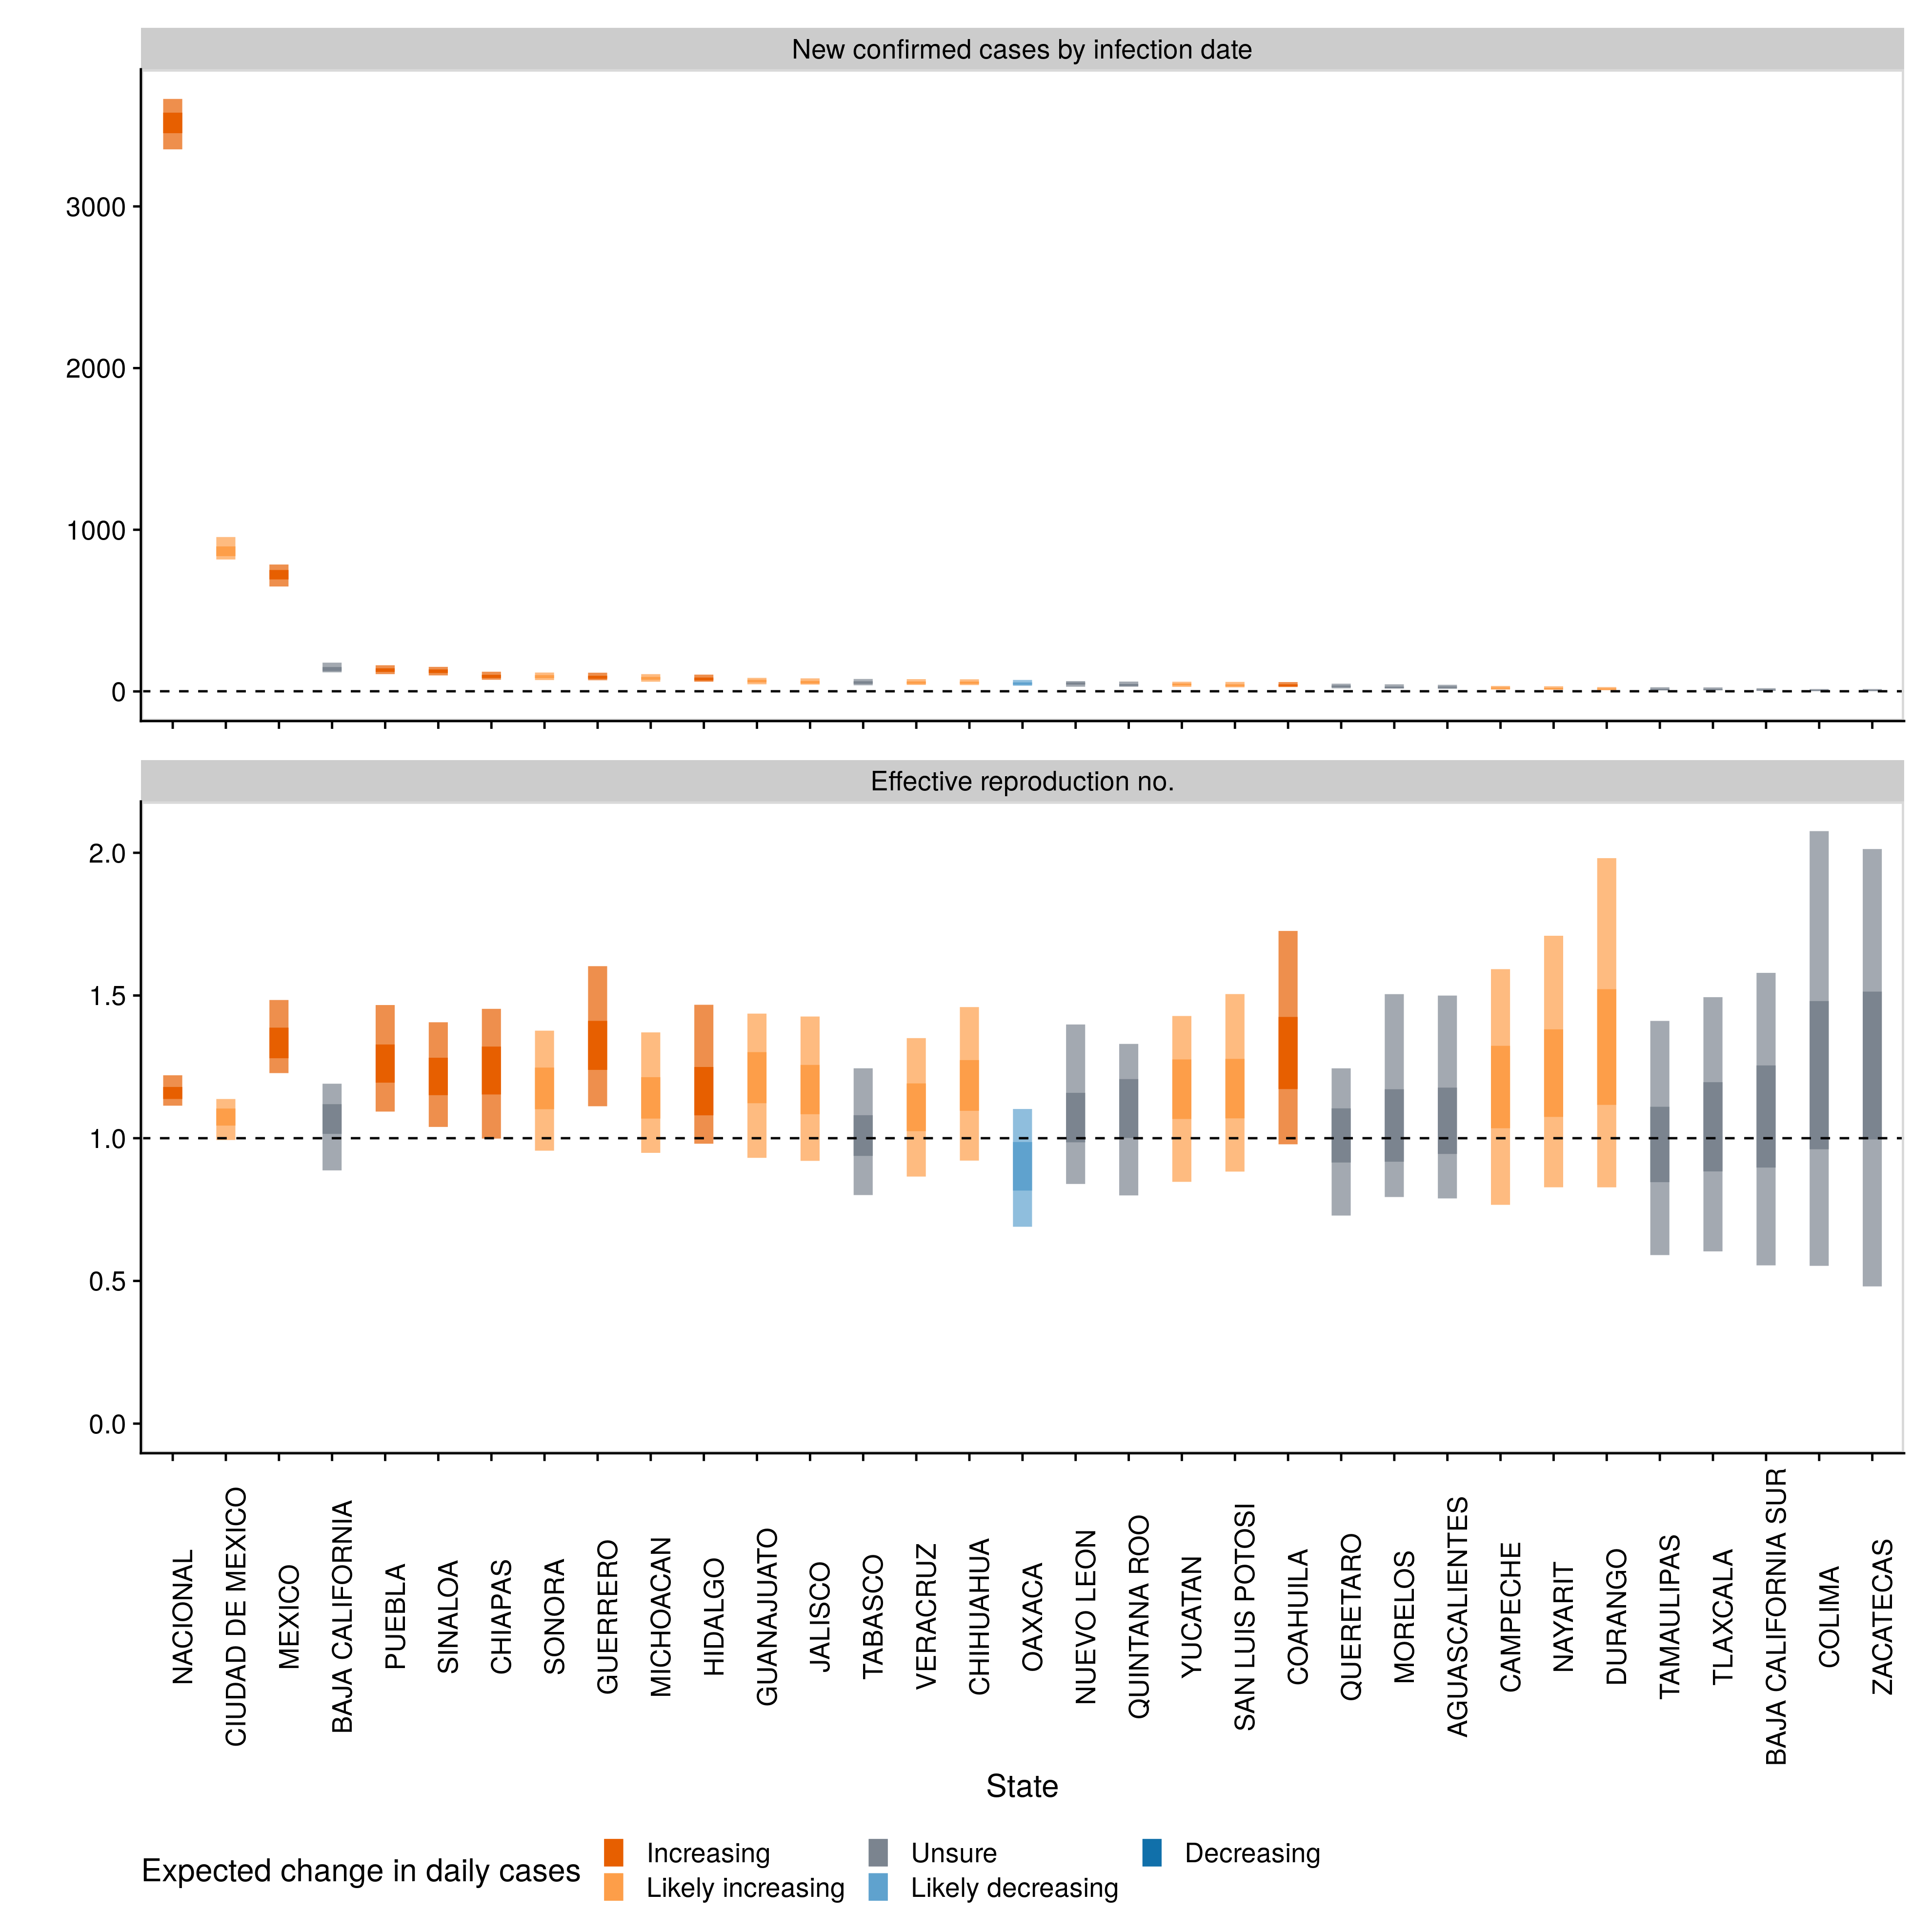 New confirmed cases by infection date
3000
2000
1000
0
Effective reproduction no.
2.0
1.5
1.0
0.5
0.0
NACIONAL
CIUDAD DE MEXICO
MEXICO
BAJA CALIFORNIA
PUEBLA
SINALOA
CHIAPAS
SONORA
GUERRERO
MICHOACAN
HIDALGO
GUANAJUATO
JALISCO
TABASCO
VERACRUZ
CHIHUAHUA
OAXACA
NUEVO LEON
QUINTANA ROO
YUCATAN
SAN LUIS POTOSI
COAHUILA
QUERETARO
MORELOS
AGUASCALIENTES
CAMPECHE
NAYARIT
DURANGO
TAMAULIPAS
TLAXCALA
BAJA CALIFORNIA SUR
COLIMA
ZACATECAS
State
Expected change in daily cases
Increasing
Likely increasing
Unsure
Likely decreasing
Decreasing